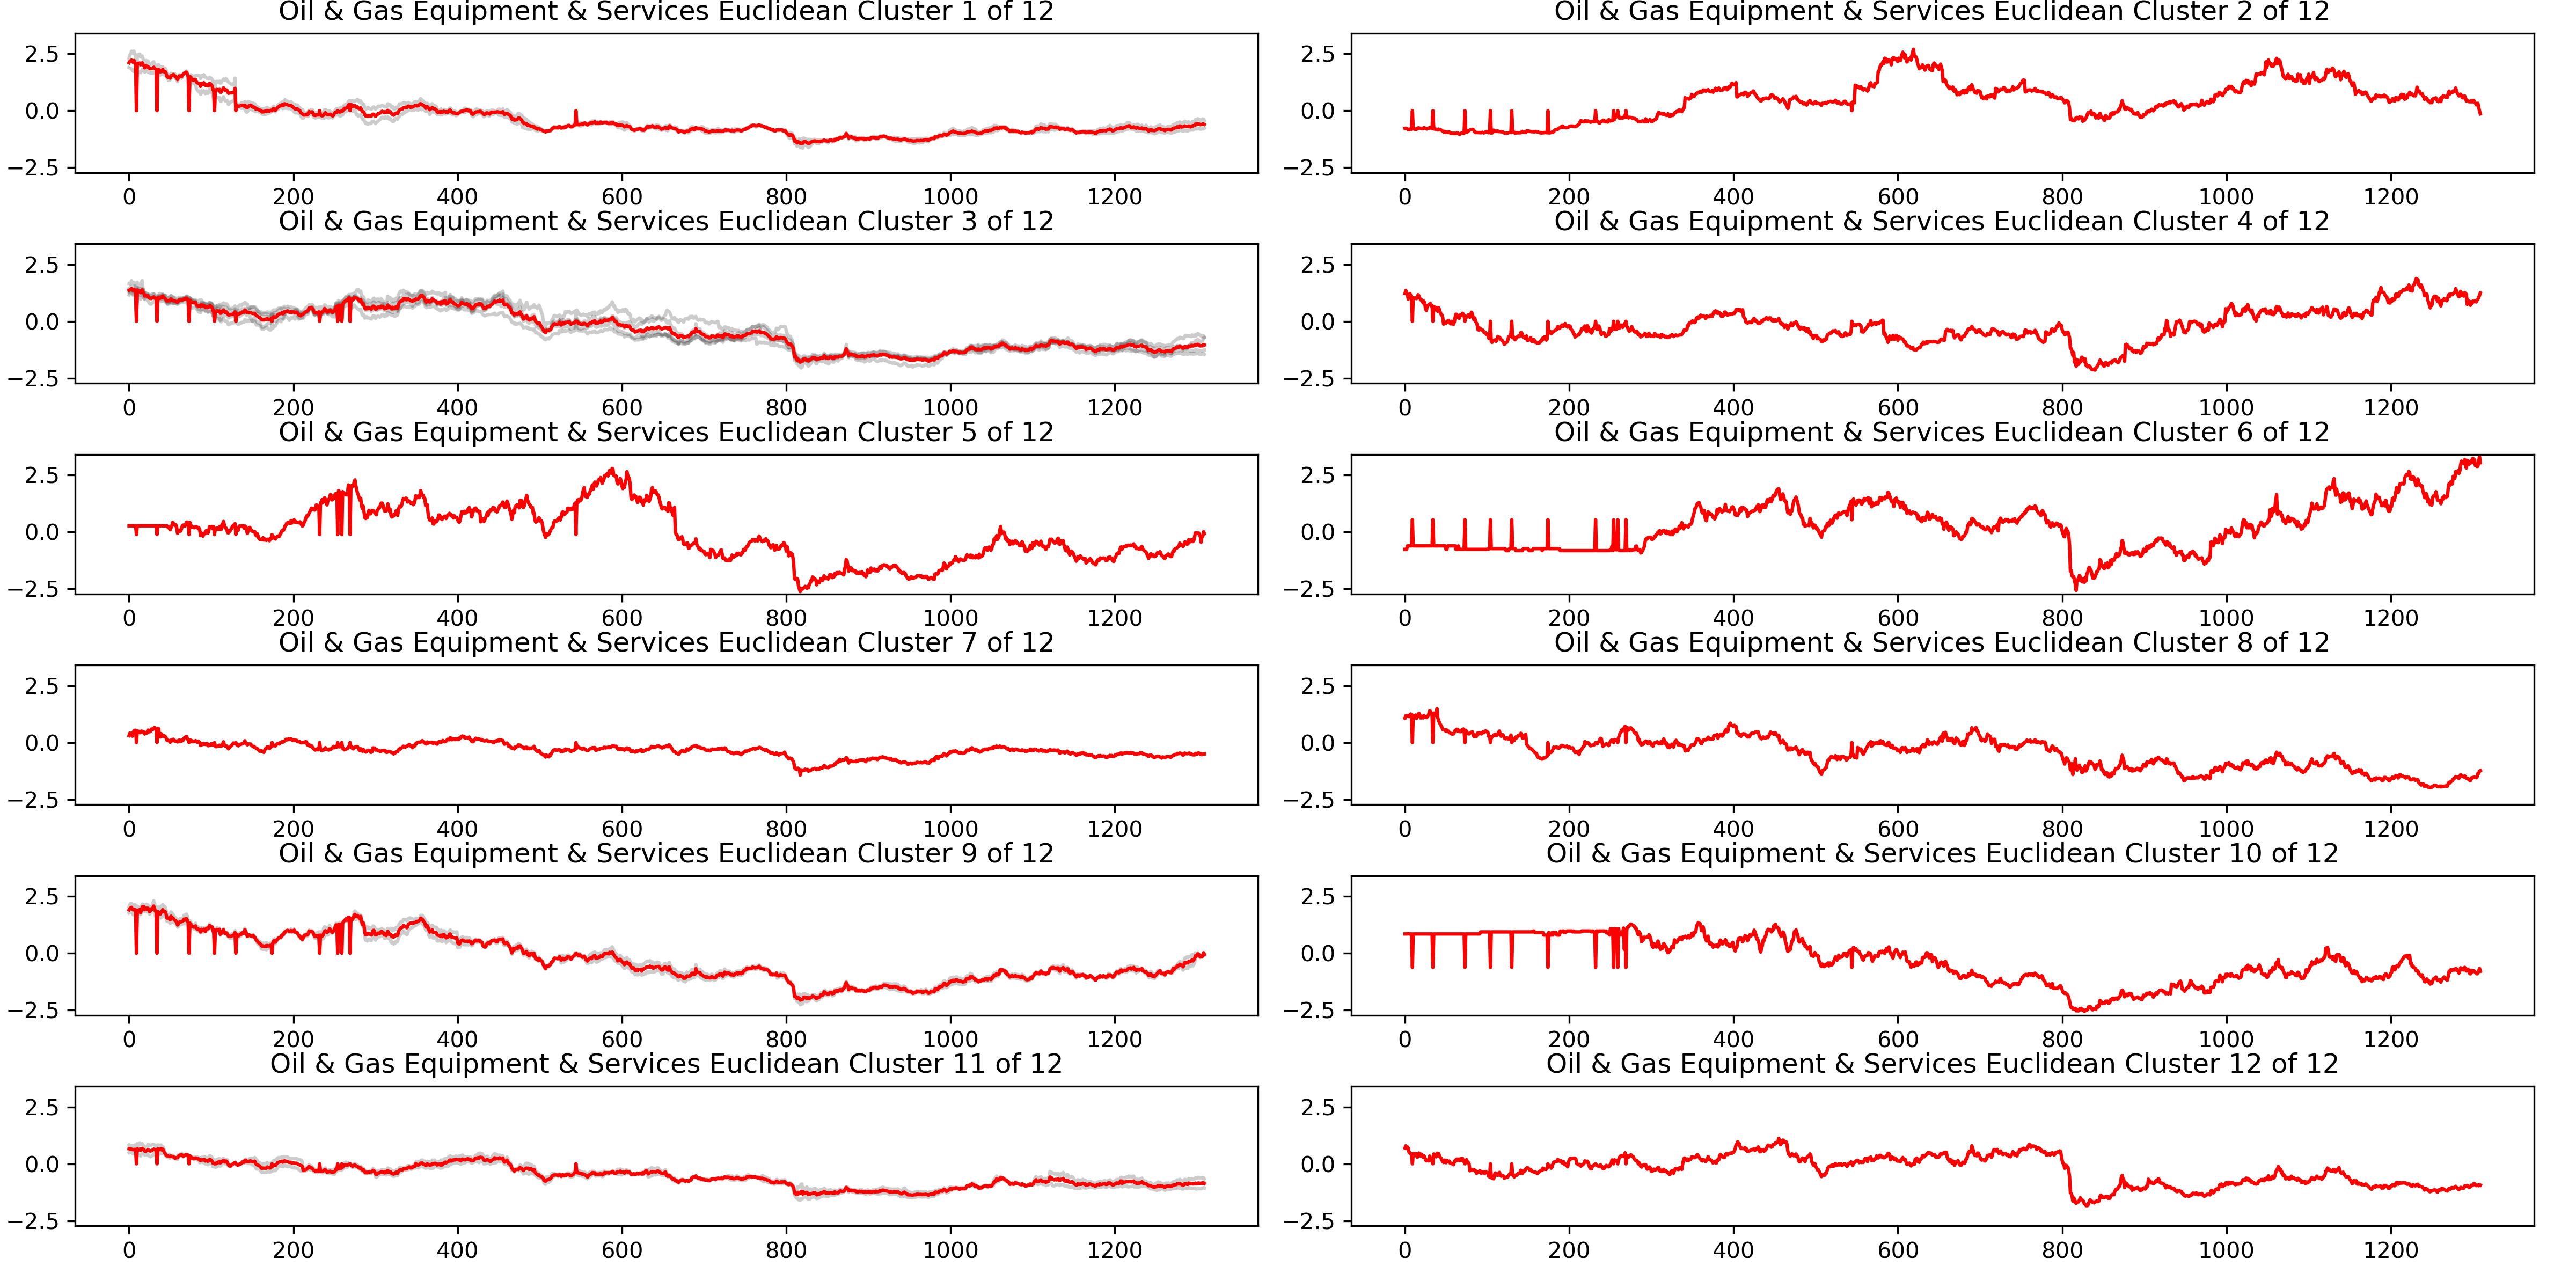 Oil & Gas Equipment & Services Euclidean Cluster 1 of 12
2.5
0.0
−2.5
0 200 400 600 800 1000 1200
Oil & Gas Equipment & Services Euclidean Cluster 2 of 12
2.5
0.0
−2.5
0 200 400 600 800 1000 1200
Oil & Gas Equipment & Services Euclidean Cluster 3 of 12
2.5
0.0
−2.5
0 200 400 600 800 1000 1200
Oil & Gas Equipment & Services Euclidean Cluster 4 of 12
2.5
0.0
−2.5
0 200 400 600 800 1000 1200
Oil & Gas Equipment & Services Euclidean Cluster 5 of 12
2.5
0.0
−2.5
0 200 400 600 800 1000 1200
Oil & Gas Equipment & Services Euclidean Cluster 6 of 12
2.5
0.0
−2.5
0 200 400 600 800 1000 1200
Oil & Gas Equipment & Services Euclidean Cluster 7 of 12
2.5
0.0
−2.5
0 200 400 600 800 1000 1200
Oil & Gas Equipment & Services Euclidean Cluster 8 of 12
2.5
0.0
−2.5
0 200 400 600 800 1000 1200
Oil & Gas Equipment & Services Euclidean Cluster 9 of 12
2.5
0.0
−2.5
0 200 400 600 800 1000 1200
Oil & Gas Equipment & Services Euclidean Cluster 10 of 12
2.5
0.0
−2.5
0 200 400 600 800 1000 1200
Oil & Gas Equipment & Services Euclidean Cluster 11 of 12
2.5
0.0
−2.5
0 200 400 600 800 1000 1200
Oil & Gas Equipment & Services Euclidean Cluster 12 of 12
2.5
0.0
−2.5
0 200 400 600 800 1000 1200